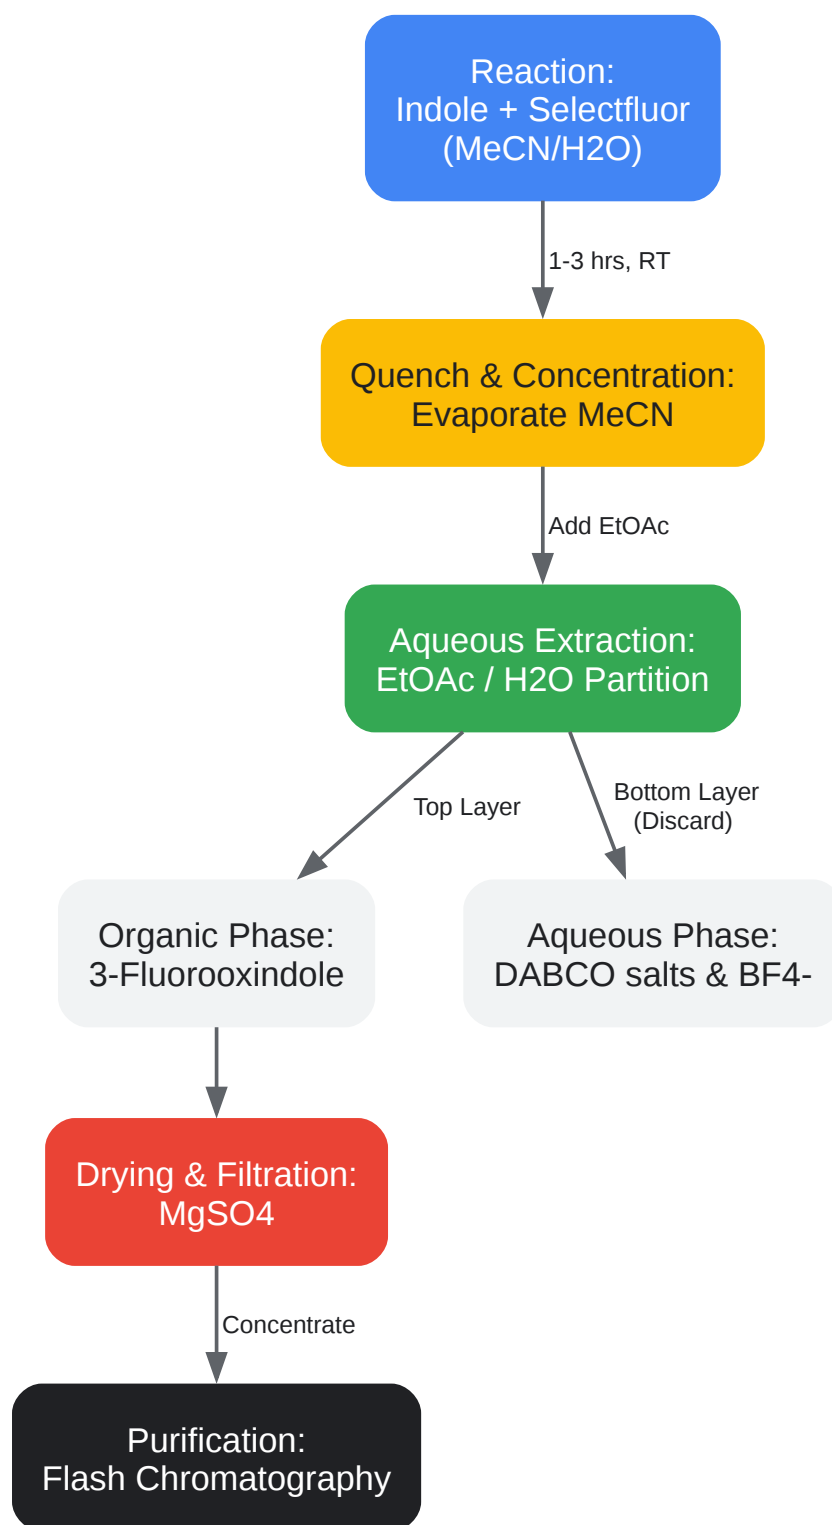 Reaction:
Indole + Selectfluor
(MeCN/H2O)
1-3 hrs, RT
Quench & Concentration:
Evaporate MeCN
Add EtOAc
Aqueous Extraction:
EtOAc / H2O Partition
Top Layer
Bottom Layer
(Discard)
Organic Phase:
3-Fluorooxindole
Aqueous Phase:
DABCO salts & BF4-
Drying & Filtration:
MgSO4
Concentrate
Purification:
Flash Chromatography